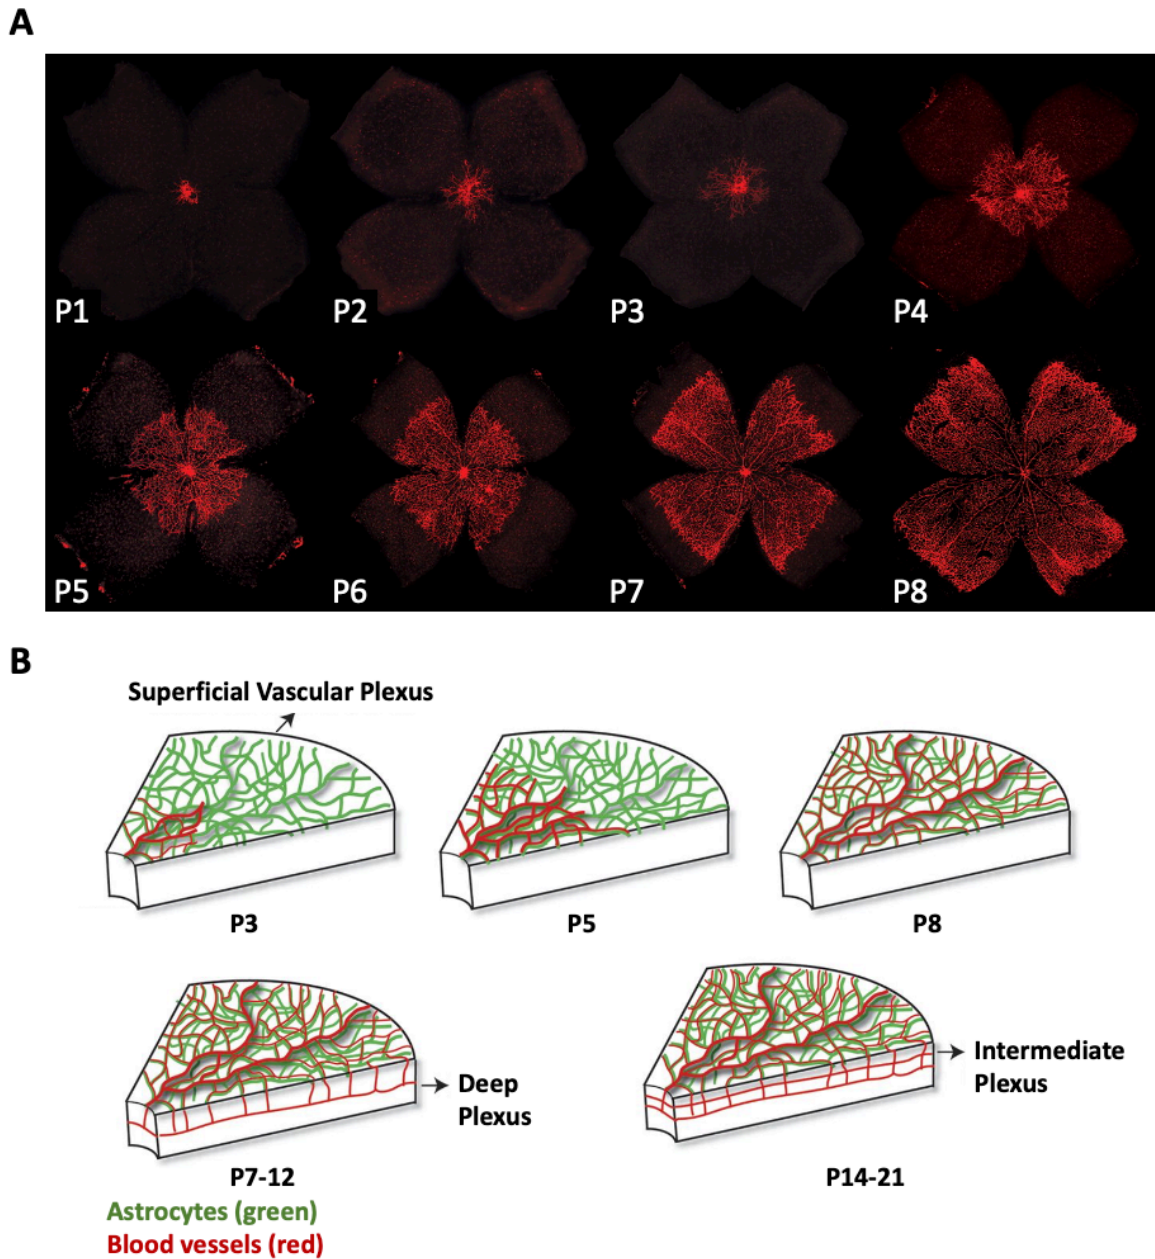 A
P1
P2
P3
P4
P5
P6
P7
P8
B
Superficial Vascular Plexus
P3
P5
P8
Deep
Plexus
Intermediate
Plexus
P7-12
P14-21
Astrocytes (green)
Blood vessels (red)